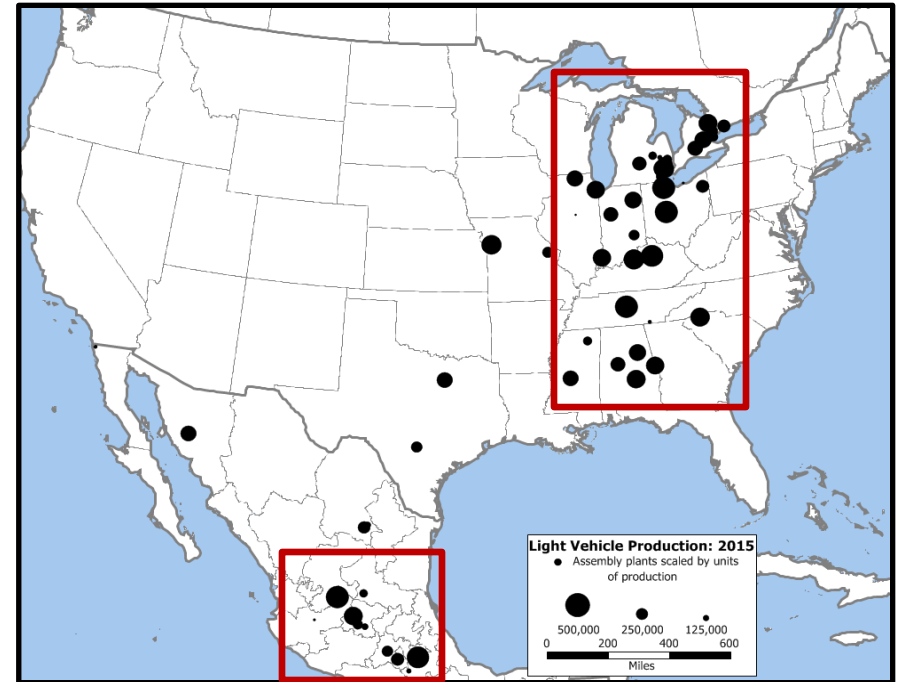 Light Vehicle Production: 2015
Assembly plants scaled by units
of production
500,000 250,000 125,000
0 200 400 600
Miles